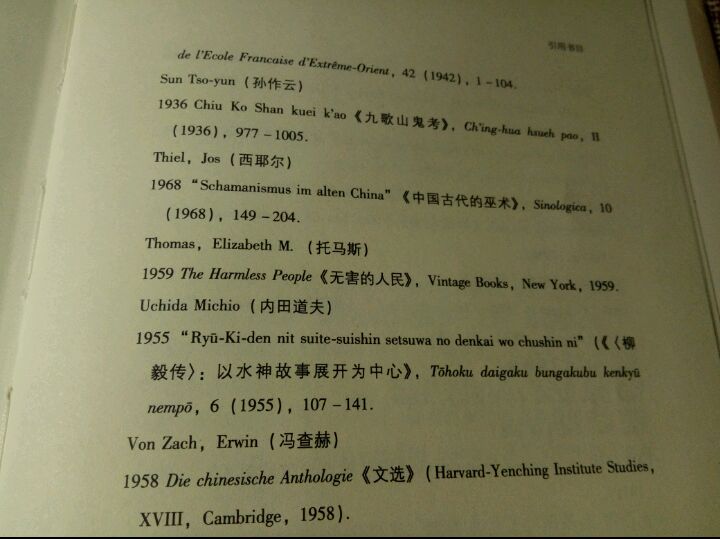 引用书目
de l'Ecole Francaise d'Extrême-Orient, 42 (1942), 1-104.
Sun Tso-yun (孙作云)
1936 Chiu Ko Shan kuei k'ao《九歌山鬼考》, Ch'ing-hua hsueh pao, II
(1936), 977-1005.
Thiel, Jos (西耶尔)
1968 "Schamanismus im alten China"《中国古代的巫术》, Sinologica, 10
(1968), 149-204.
Thomas, Elizabeth M. (托马斯)
1959 The Harmless People《无害的人民》, Vintage Books, New York, 1959.
Uchida Michio (内田道夫)
1955 "Ryū-Ki-den nit suite-suishin setsuwa no denkai wo chushin ni" (《〈柳
毅传〉：以水神故事展开为中心》, Tōhoku daigaku bungakubu kenkyū
nempō, 6 (1955), 107-141.
Von Zach, Erwin (冯查赫)
1958 Die chinesische Anthologie《文选》(Harvard-Yenching Institute Studies,
XVIII, Cambridge, 1958).